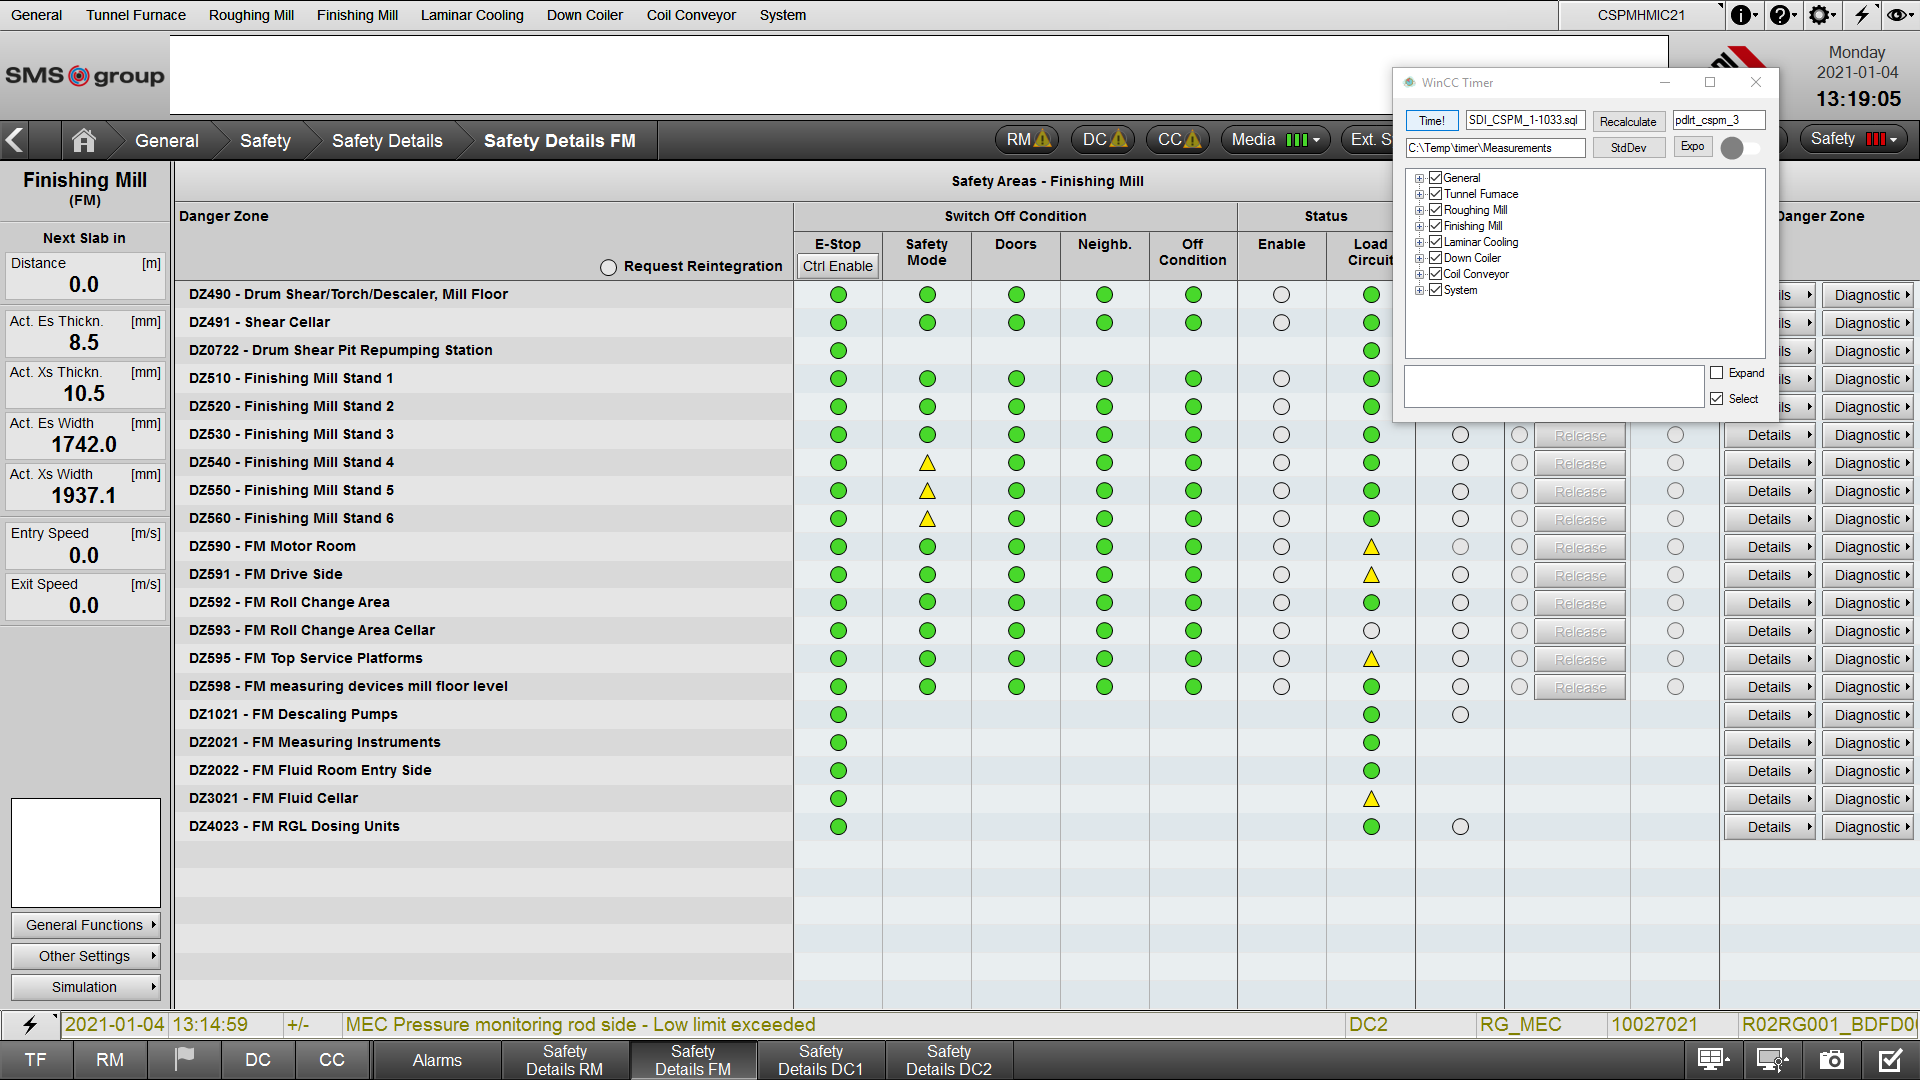 General Tunnel Furnace Roughing Mill Finishing Mill Laminar Cooling Down Coiler Coil Conveyor System CSPMHMIC21
SMS group
Monday
2021-01-04
13:19:05
WinCC Timer
Time! SDI_CSPM_1-1033.sql Recalculate pdlrt_cspm_3
C:\Temp\timer\Measurements StdDev Expo
General
Tunnel Furnace
Roughing Mill
Finishing Mill
Laminar Cooling
Down Coiler
Coil Conveyor
System
Expand
Select
General Safety Safety Details Safety Details FM RM DC CC Media Ext. S Safety
Finishing Mill
(FM)
Next Slab in
Distance [m]
0.0
Act. Es Thickn. [mm]
8.5
Act. Xs Thickn. [mm]
10.5
Act. Es Width [mm]
1742.0
Act. Xs Width [mm]
1937.1
Entry Speed [m/s]
0.0
Exit Speed [m/s]
0.0
General Functions
Other Settings
Simulation
Safety Areas - Finishing Mill
Danger Zone Switch Off Condition Status Danger Zone
Request Reintegration
E-Stop
Ctrl Enable
Safety
Mode
Doors
Neighb.
Off
Condition
Enable
Load
Circuit
DZ490 - Drum Shear/Torch/Descaler, Mill Floor ils Diagnostic
DZ491 - Shear Cellar ils Diagnostic
DZ0722 - Drum Shear Pit Repumping Station ils Diagnostic
DZ510 - Finishing Mill Stand 1 ils Diagnostic
DZ520 - Finishing Mill Stand 2 ils Diagnostic
DZ530 - Finishing Mill Stand 3 Release Details Diagnostic
DZ540 - Finishing Mill Stand 4 Release Details Diagnostic
DZ550 - Finishing Mill Stand 5 Release Details Diagnostic
DZ560 - Finishing Mill Stand 6 Release Details Diagnostic
DZ590 - FM Motor Room Release Details Diagnostic
DZ591 - FM Drive Side Release Details Diagnostic
DZ592 - FM Roll Change Area Release Details Diagnostic
DZ593 - FM Roll Change Area Cellar Release Details Diagnostic
DZ595 - FM Top Service Platforms Release Details Diagnostic
DZ598 - FM measuring devices mill floor level Release Details Diagnostic
DZ1021 - FM Descaling Pumps Details Diagnostic
DZ2021 - FM Measuring Instruments Details Diagnostic
DZ2022 - FM Fluid Room Entry Side Details Diagnostic
DZ3021 - FM Fluid Cellar Details Diagnostic
DZ4023 - FM RGL Dosing Units Details Diagnostic
2021-01-04 13:14:59 +/- MEC Pressure monitoring rod side - Low limit exceeded DC2 RG_MEC 10027021
TF RM DC CC Alarms
Safety
Details RM
Safety
Details FM
Safety
Details DC1
Safety
Details DC2